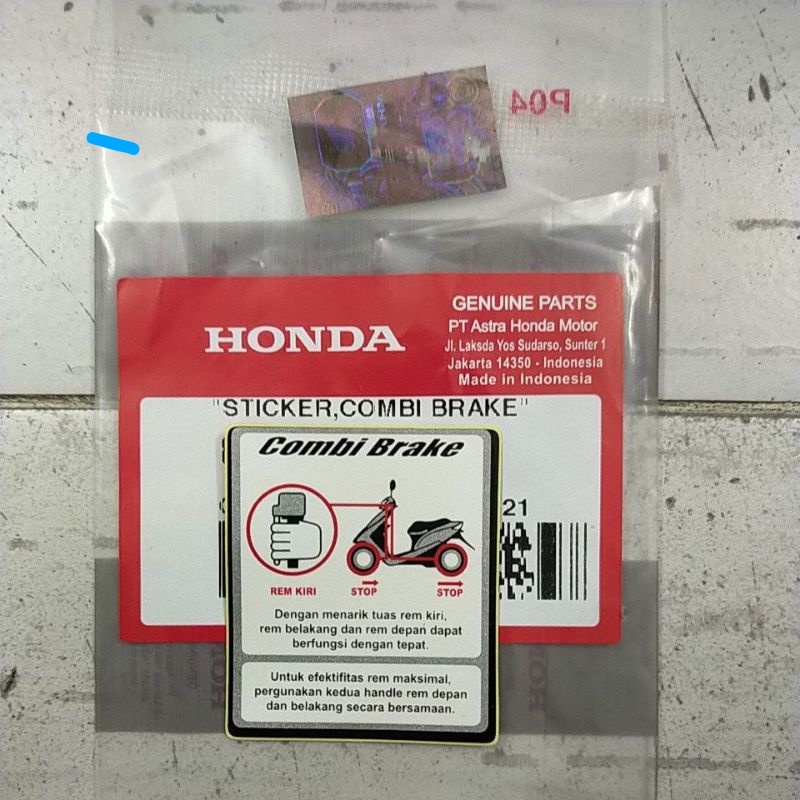 P04
HONDA
GENUINE PARTS
PT Astra Honda Motor
Jl. Laksda Yos Sudarso, Sunter 1
Jakarta 14350 - Indonesia
Made in Indonesia
"STICKER,COMBI BRAKE"
21
Combi Brake
REM KIRI
STOP
STOP
Dengan menarik tuas rem kiri,
rem belakang dan rem depan dapat
berfungsi dengan tepat.
Untuk efektifitas rem maksimal,
pergunakan kedua handle rem depan
dan belakang secara bersamaan.